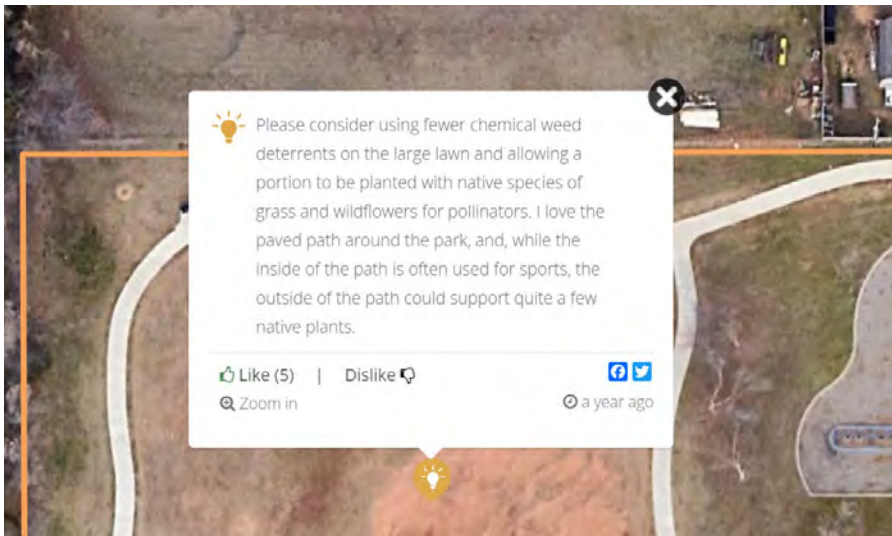 Please consider using fewer chemical weed
deterrents on the large lawn and allowing a
portion to be planted with native species of
grass and wildflowers for pollinators. I love the
paved path around the park, and, while the
inside of the path is often used for sports, the
outside of the path could support quite a few
native plants.
Like (5) | Dislike
Zoom in
a year ago